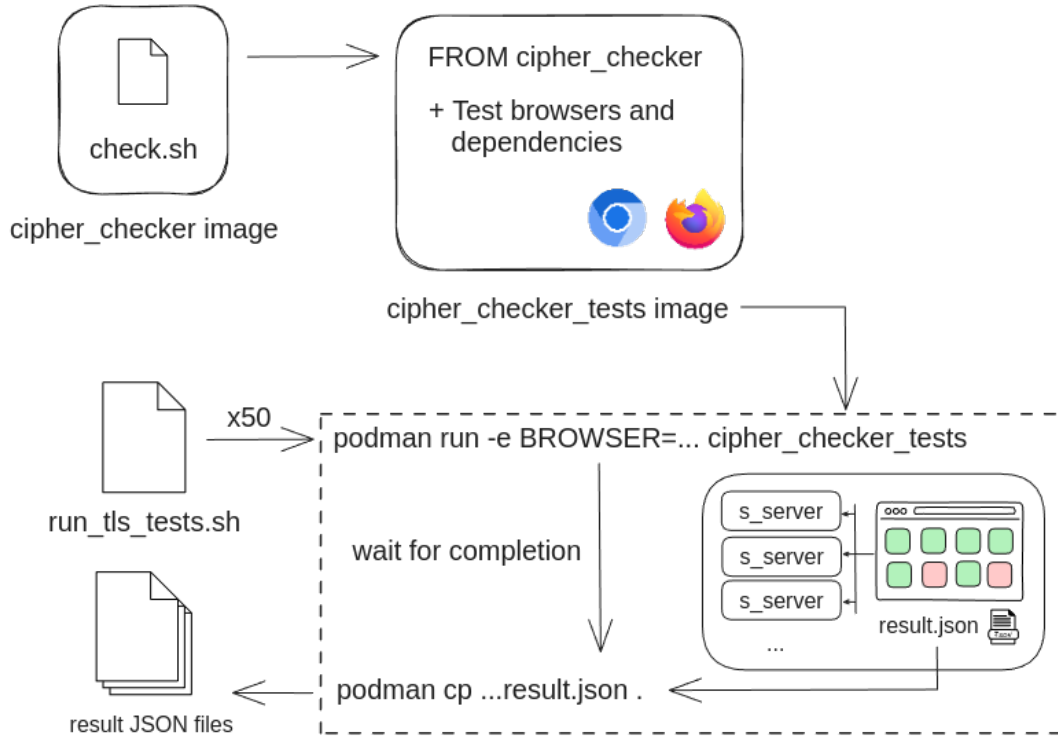 check.sh
cipher_checker image
FROM cipher_checker
+ Test browsers and
dependencies
cipher_checker_tests image
x50
run_tls_tests.sh
podman run -e BROWSER=... cipher_checker_tests
s_server
s_server
s_server
...
result.json
wait for completion
podman cp ...result.json .
result JSON files